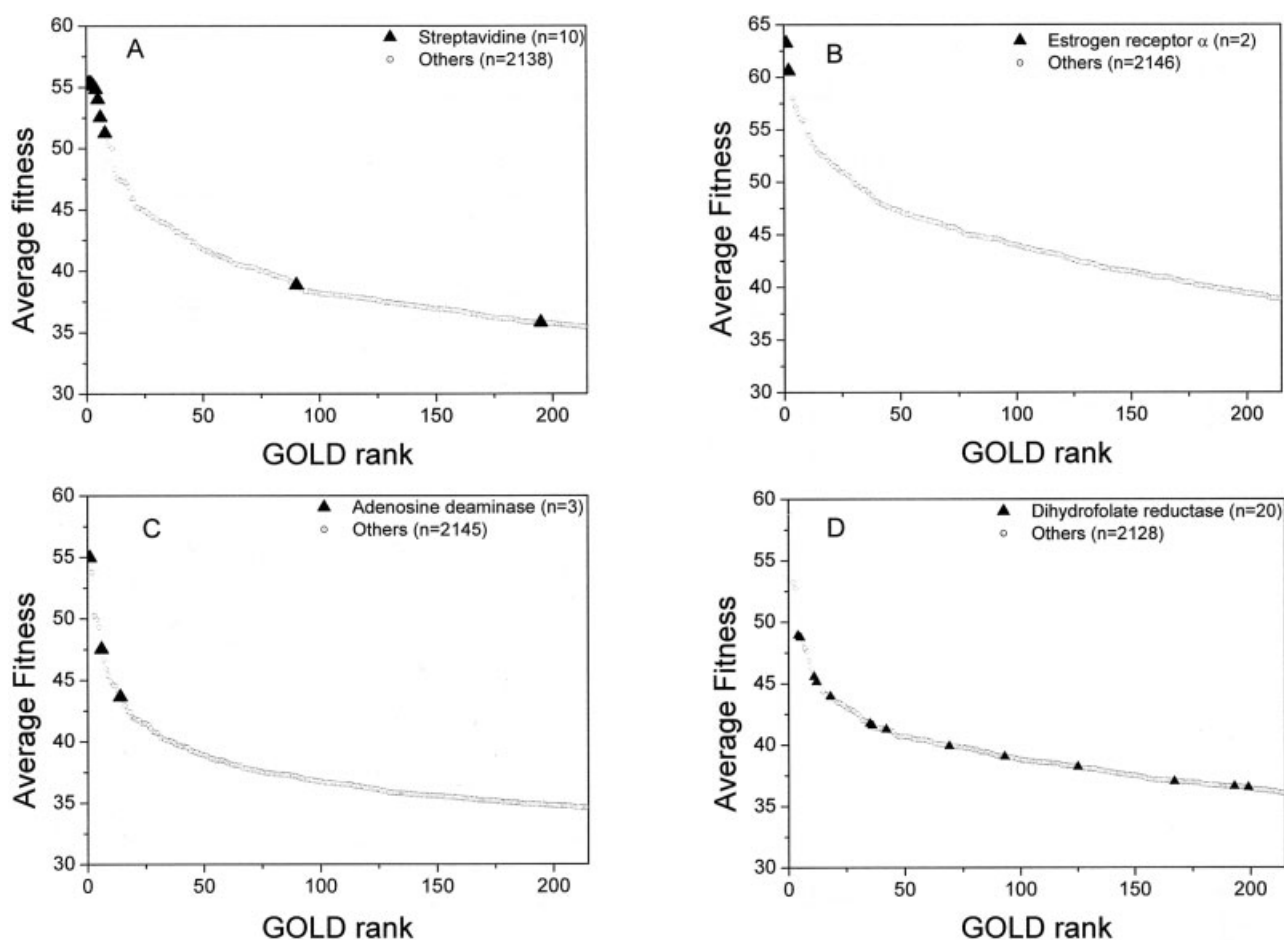 A
▲ Streptavidine (n=10)
○ Others (n=2138)
Average fitness
60
55
50
45
40
35
30
0 50 100 150 200
GOLD rank
B
▲ Estrogen receptor α (n=2)
○ Others (n=2146)
Average Fitness
65
60
55
50
45
40
35
30
0 50 100 150 200
GOLD rank
C
▲ Adenosine deaminase (n=3)
○ Others (n=2145)
Average Fitness
60
55
50
45
40
35
30
0 50 100 150 200
GOLD rank
D
▲ Dihydrofolate reductase (n=20)
○ Others (n=2128)
Average Fitness
60
55
50
45
40
35
30
0 50 100 150 200
GOLD rank